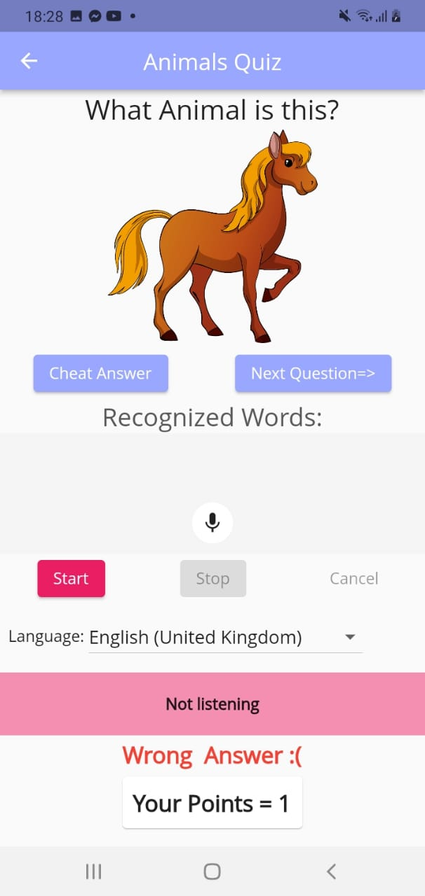 18:28
Animals Quiz
What Animal is this?
Cheat Answer
Next Question=>
Recognized Words:
Start
Stop
Cancel
Language: English (United Kingdom)
Not listening
Wrong Answer :(
Your Points = 1